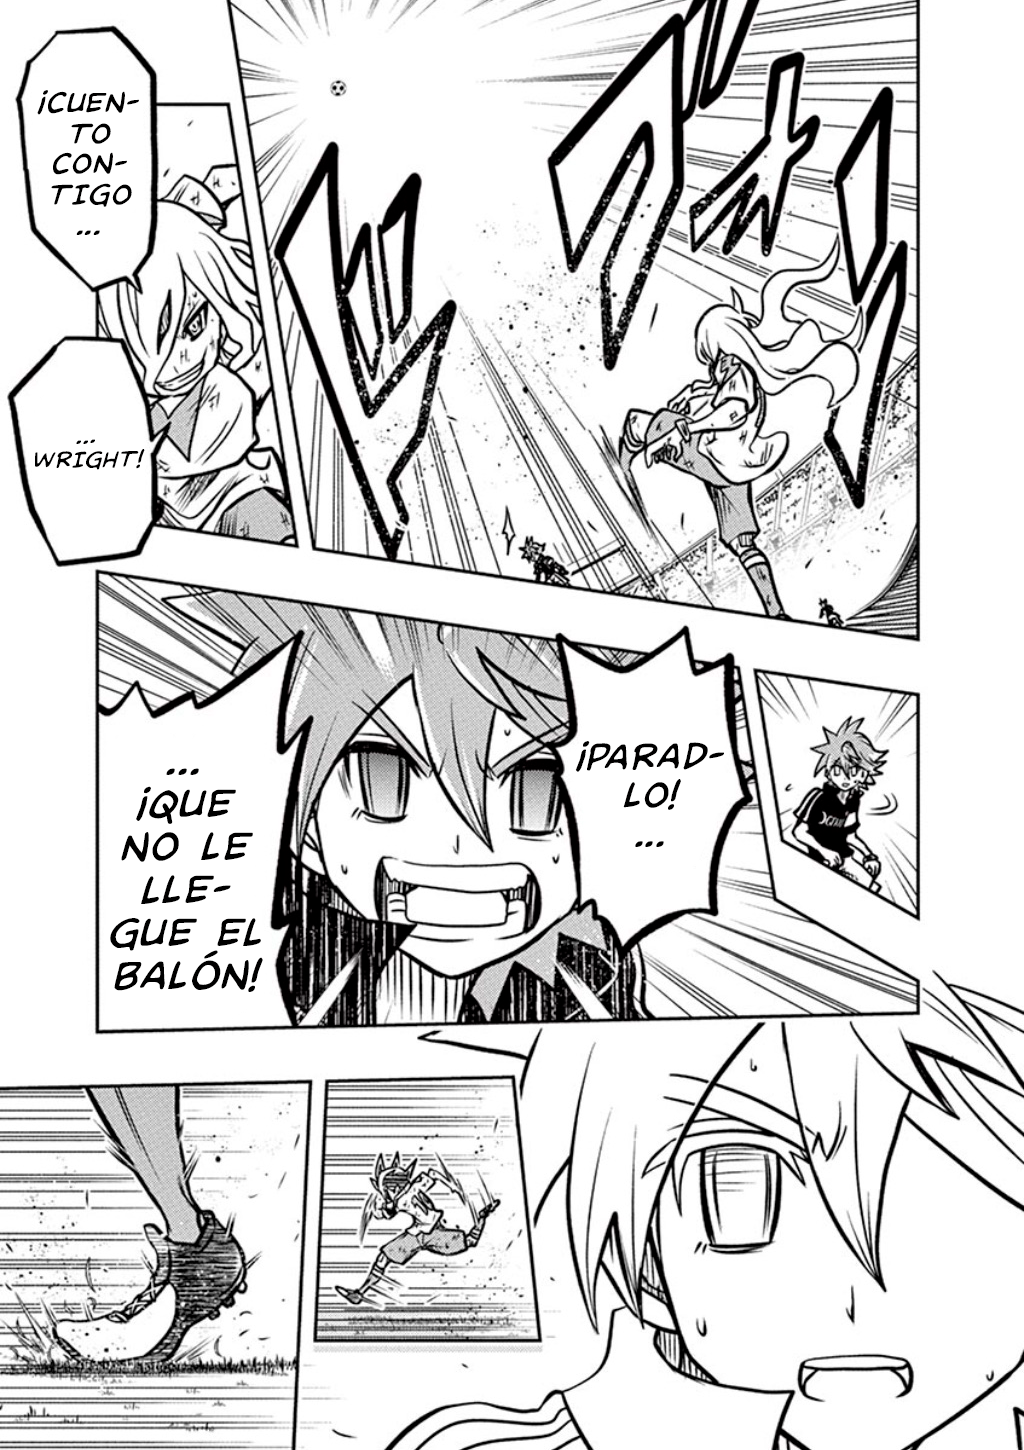 ¡CUEN-
TO
CON-
TIGO
...
...
WRIGHT!
¡PARAD-
LO!
...
...
¡QUE
NO LE
LLE-
GUE EL
BALÓN!